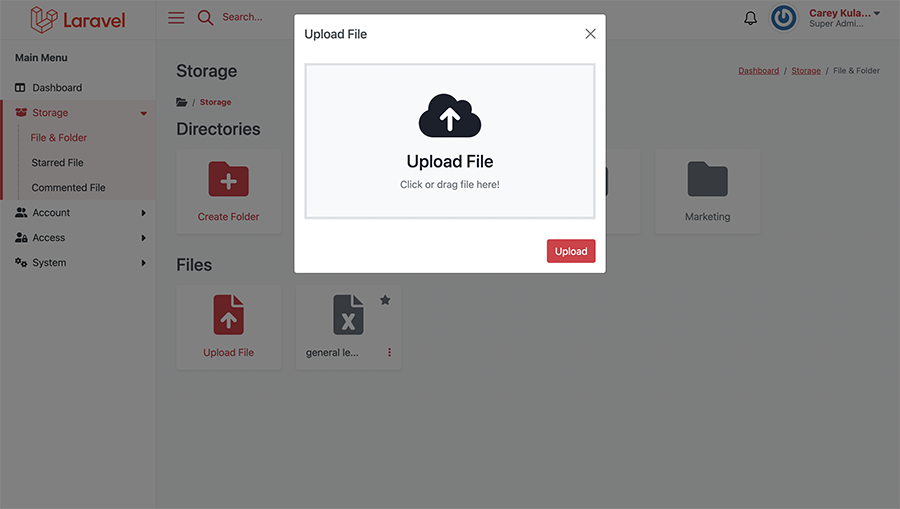 Laravel
Search...
Carey Kula...
Super Admi...
Main Menu
Dashboard
Storage
File & Folder
Starred File
Commented File
Account
Access
System
Storage
Dashboard / Storage / File & Folder
/ Storage
Directories
Create Folder
Marketing
Files
Upload File
general le...
Upload File
Upload File
Click or drag file here!
Upload